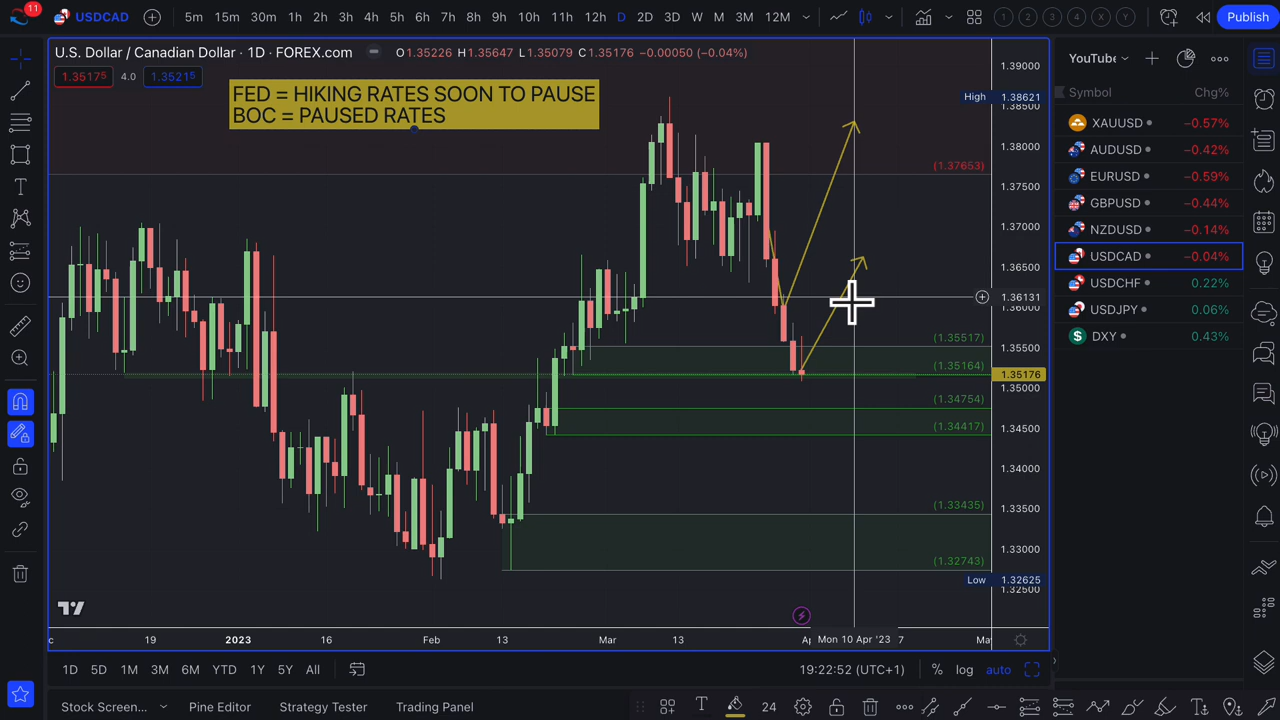 11
USDCAD
5m 15m 30m 1h 2h 3h 4h 5h 6h 7h 8h 9h 10h 11h 12h D 2D 3D W M 3M 12M
1 2 3 4 X Y
Publish
U.S. Dollar / Canadian Dollar · 1D · FOREX.com
O1.35226 H1.35647 L1.35079 C1.35176 −0.00050 (−0.04%)
1.35175 4.0 1.35215
FED = HIKING RATES SOON TO PAUSE
BOC = PAUSED RATES
1.39000
High 1.38621
1.38500
1.38000
(1.37653)
1.37500
1.37000
1.36500
1.36131
1.36000
(1.35517)
1.35500
(1.35164)
1.35176
1.35000
(1.34754)
1.34500
(1.34417)
1.34000
(1.33435)
1.33500
1.33000
(1.32743)
Low 1.32625
1.32500
19 2023 16 Feb 13 Mar 13 Mon 10 Apr '23
YouTube
Symbol Chg%
XAUUSD −0.57%
AUDUSD −0.42%
EURUSD −0.59%
GBPUSD −0.44%
NZDUSD −0.14%
USDCAD −0.04%
USDCHF 0.22%
USDJPY 0.06%
DXY 0.43%
1D 5D 1M 3M 6M YTD 1Y 5Y All
19:22:52 (UTC+1) % log auto
Stock Screen... Pine Editor Strategy Tester Trading Panel
24